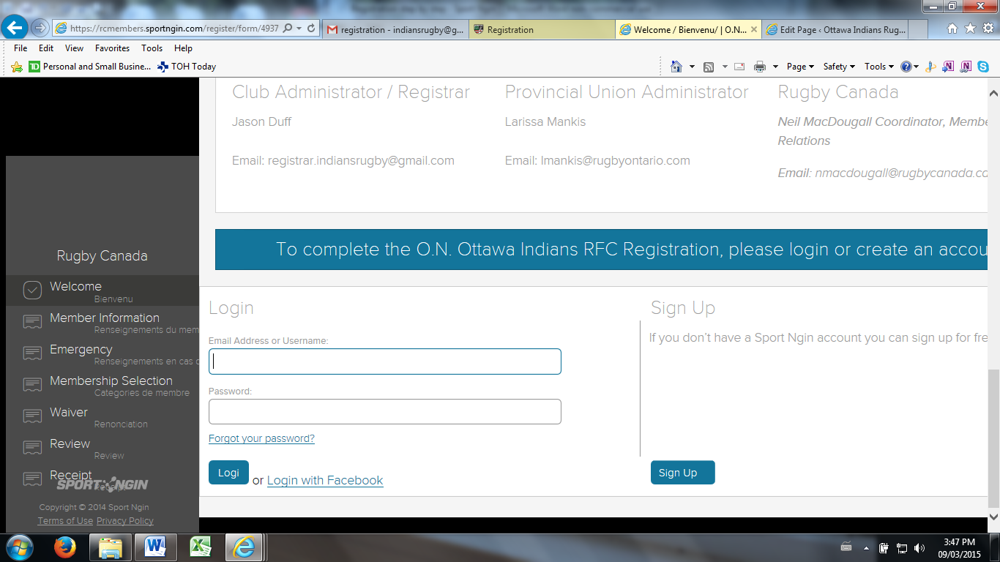 https://rcmembers.sportngin.com/register/form/4937
registration - indiansrugby@g...
Registration
Welcome / Bienvenu/ | O.N...
Edit Page ‹ Ottawa Indians Rug...
File Edit View Favorites Tools Help
Personal and Small Busine... TOH Today
Page Safety Tools
Club Administrator / Registrar
Jason Duff
Email: registrar.indiansrugby@gmail.com
Provincial Union Administrator
Larissa Mankis
Email: lmankis@rugbyontario.com
Rugby Canada
Neil MacDougall Coordinator, Membe
Relations
Email: nmacdougall@rugbycanada.ca
To complete the O.N. Ottawa Indians RFC Registration, please login or create an accou
Rugby Canada
Welcome
Bienvenu
Member Information
Renseignements du mem
Emergency
Renseignements en cas d
Membership Selection
Categories de membre
Waiver
Renonciation
Review
Review
Receipt
SPORT NGIN
Copyright © 2014 Sport Ngin
Terms of Use Privacy Policy
Login
Email Address or Username:
Password:
Forgot your password?
Logi or Login with Facebook
Sign Up
If you don't have a Sport Ngin account you can sign up for fre
Sign Up
3:47 PM
09/03/2015